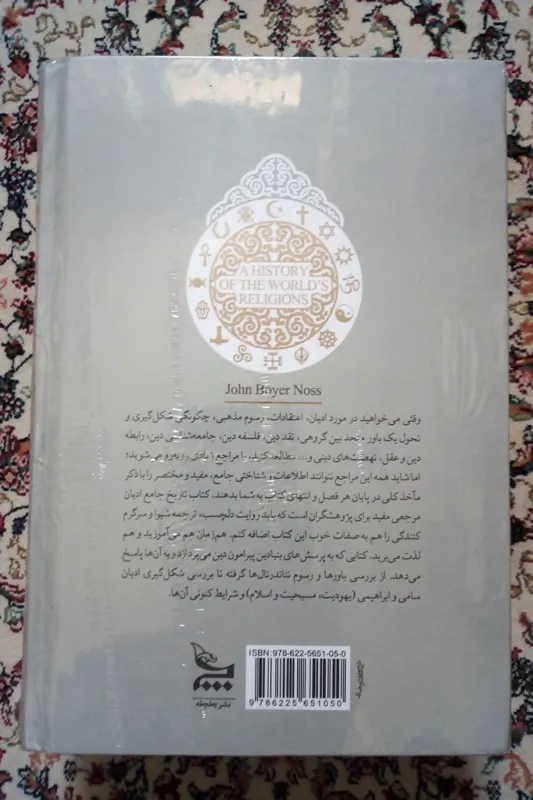 A HISTORY
OF THE WORLD'S
RELIGIONS
John Boyer Noss
وقتی می‌خواهید در مورد ادیان، اعتقادات، رسوم مذهبی، چگونگی شکل‌گیری و
تحول یک باور متحد بین گروهی، نقد دین، فلسفه دین، جامعه‌شناسی دین، رابطه
دین و عقل، نهضت‌های دینی و... مطالعه کنید، با مراجع زیادی روبه‌رو می‌شوید؛
اما شاید همه این مراجع نتوانند اطلاعات و شناختی جامع، مفید و مختصر را با ذکر
مآخذ کلی در پایان هر فصل و انتهای کتاب به شما بدهند. کتاب تاریخ جامع ادیان
مرجعی مفید برای پژوهشگران است که باید روایت دلچسب، ترجمه شیوا و سرگرم
کنندگی را هم به صفات خوب این کتاب اضافه کنم. هم‌زمان هم می‌آموزید و هم
لذت می‌برید. کتابی که به پرسش‌های بنیادین پیرامون دین می‌پردازد و به آن‌ها پاسخ
می‌دهد. از بررسی باورها و رسوم نئاندرتال‌ها گرفته تا بررسی شکل‌گیری ادیان
سامی و ابراهیمی (یهودیت، مسیحیت و اسلام) و شرایط کنونی آن‌ها.
ISBN: 978-622-5651-05-0
9 786225 651050